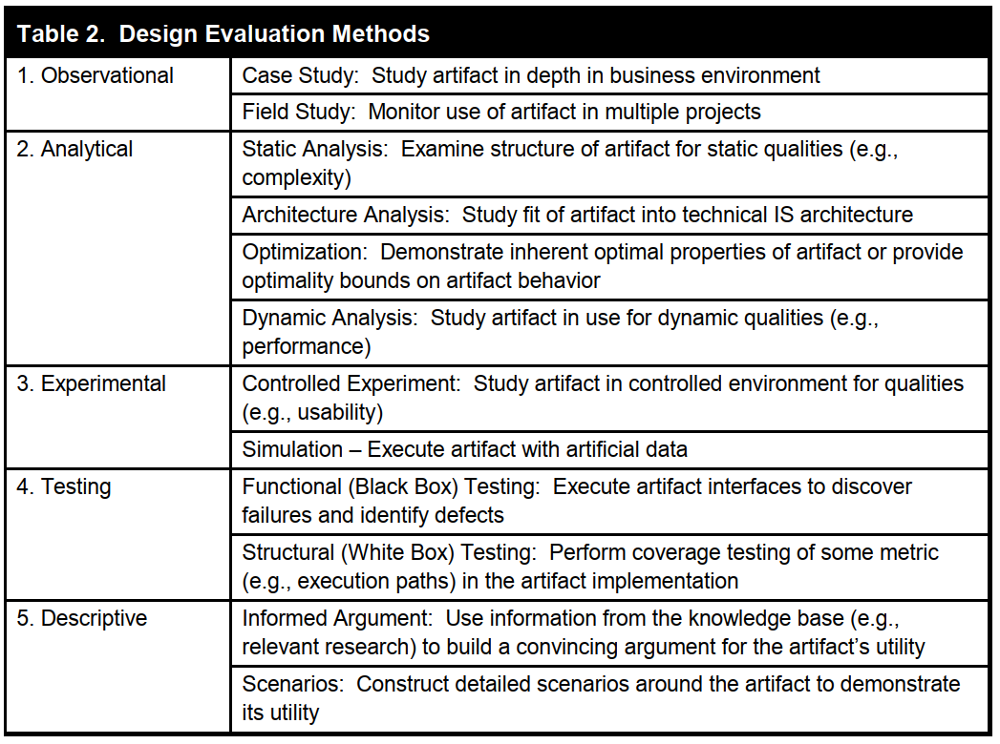 Table 2. Design Evaluation Methods
1. Observational
Case Study: Study artifact in depth in business environment
Field Study: Monitor use of artifact in multiple projects
2. Analytical
Static Analysis: Examine structure of artifact for static qualities (e.g.,
complexity)
Architecture Analysis: Study fit of artifact into technical IS architecture
Optimization: Demonstrate inherent optimal properties of artifact or provide
optimality bounds on artifact behavior
Dynamic Analysis: Study artifact in use for dynamic qualities (e.g.,
performance)
3. Experimental
Controlled Experiment: Study artifact in controlled environment for qualities
(e.g., usability)
Simulation – Execute artifact with artificial data
4. Testing
Functional (Black Box) Testing: Execute artifact interfaces to discover
failures and identify defects
Structural (White Box) Testing: Perform coverage testing of some metric
(e.g., execution paths) in the artifact implementation
5. Descriptive
Informed Argument: Use information from the knowledge base (e.g.,
relevant research) to build a convincing argument for the artifact’s utility
Scenarios: Construct detailed scenarios around the artifact to demonstrate
its utility